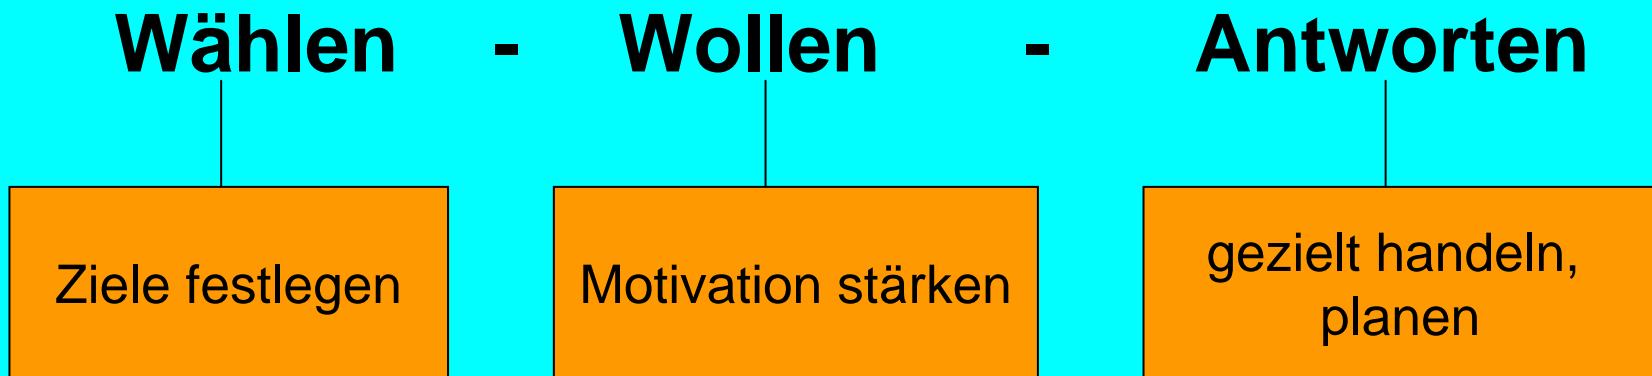 Wählen - Wollen - Antworten
Ziele festlegen
Motivation stärken
gezielt handeln,
planen